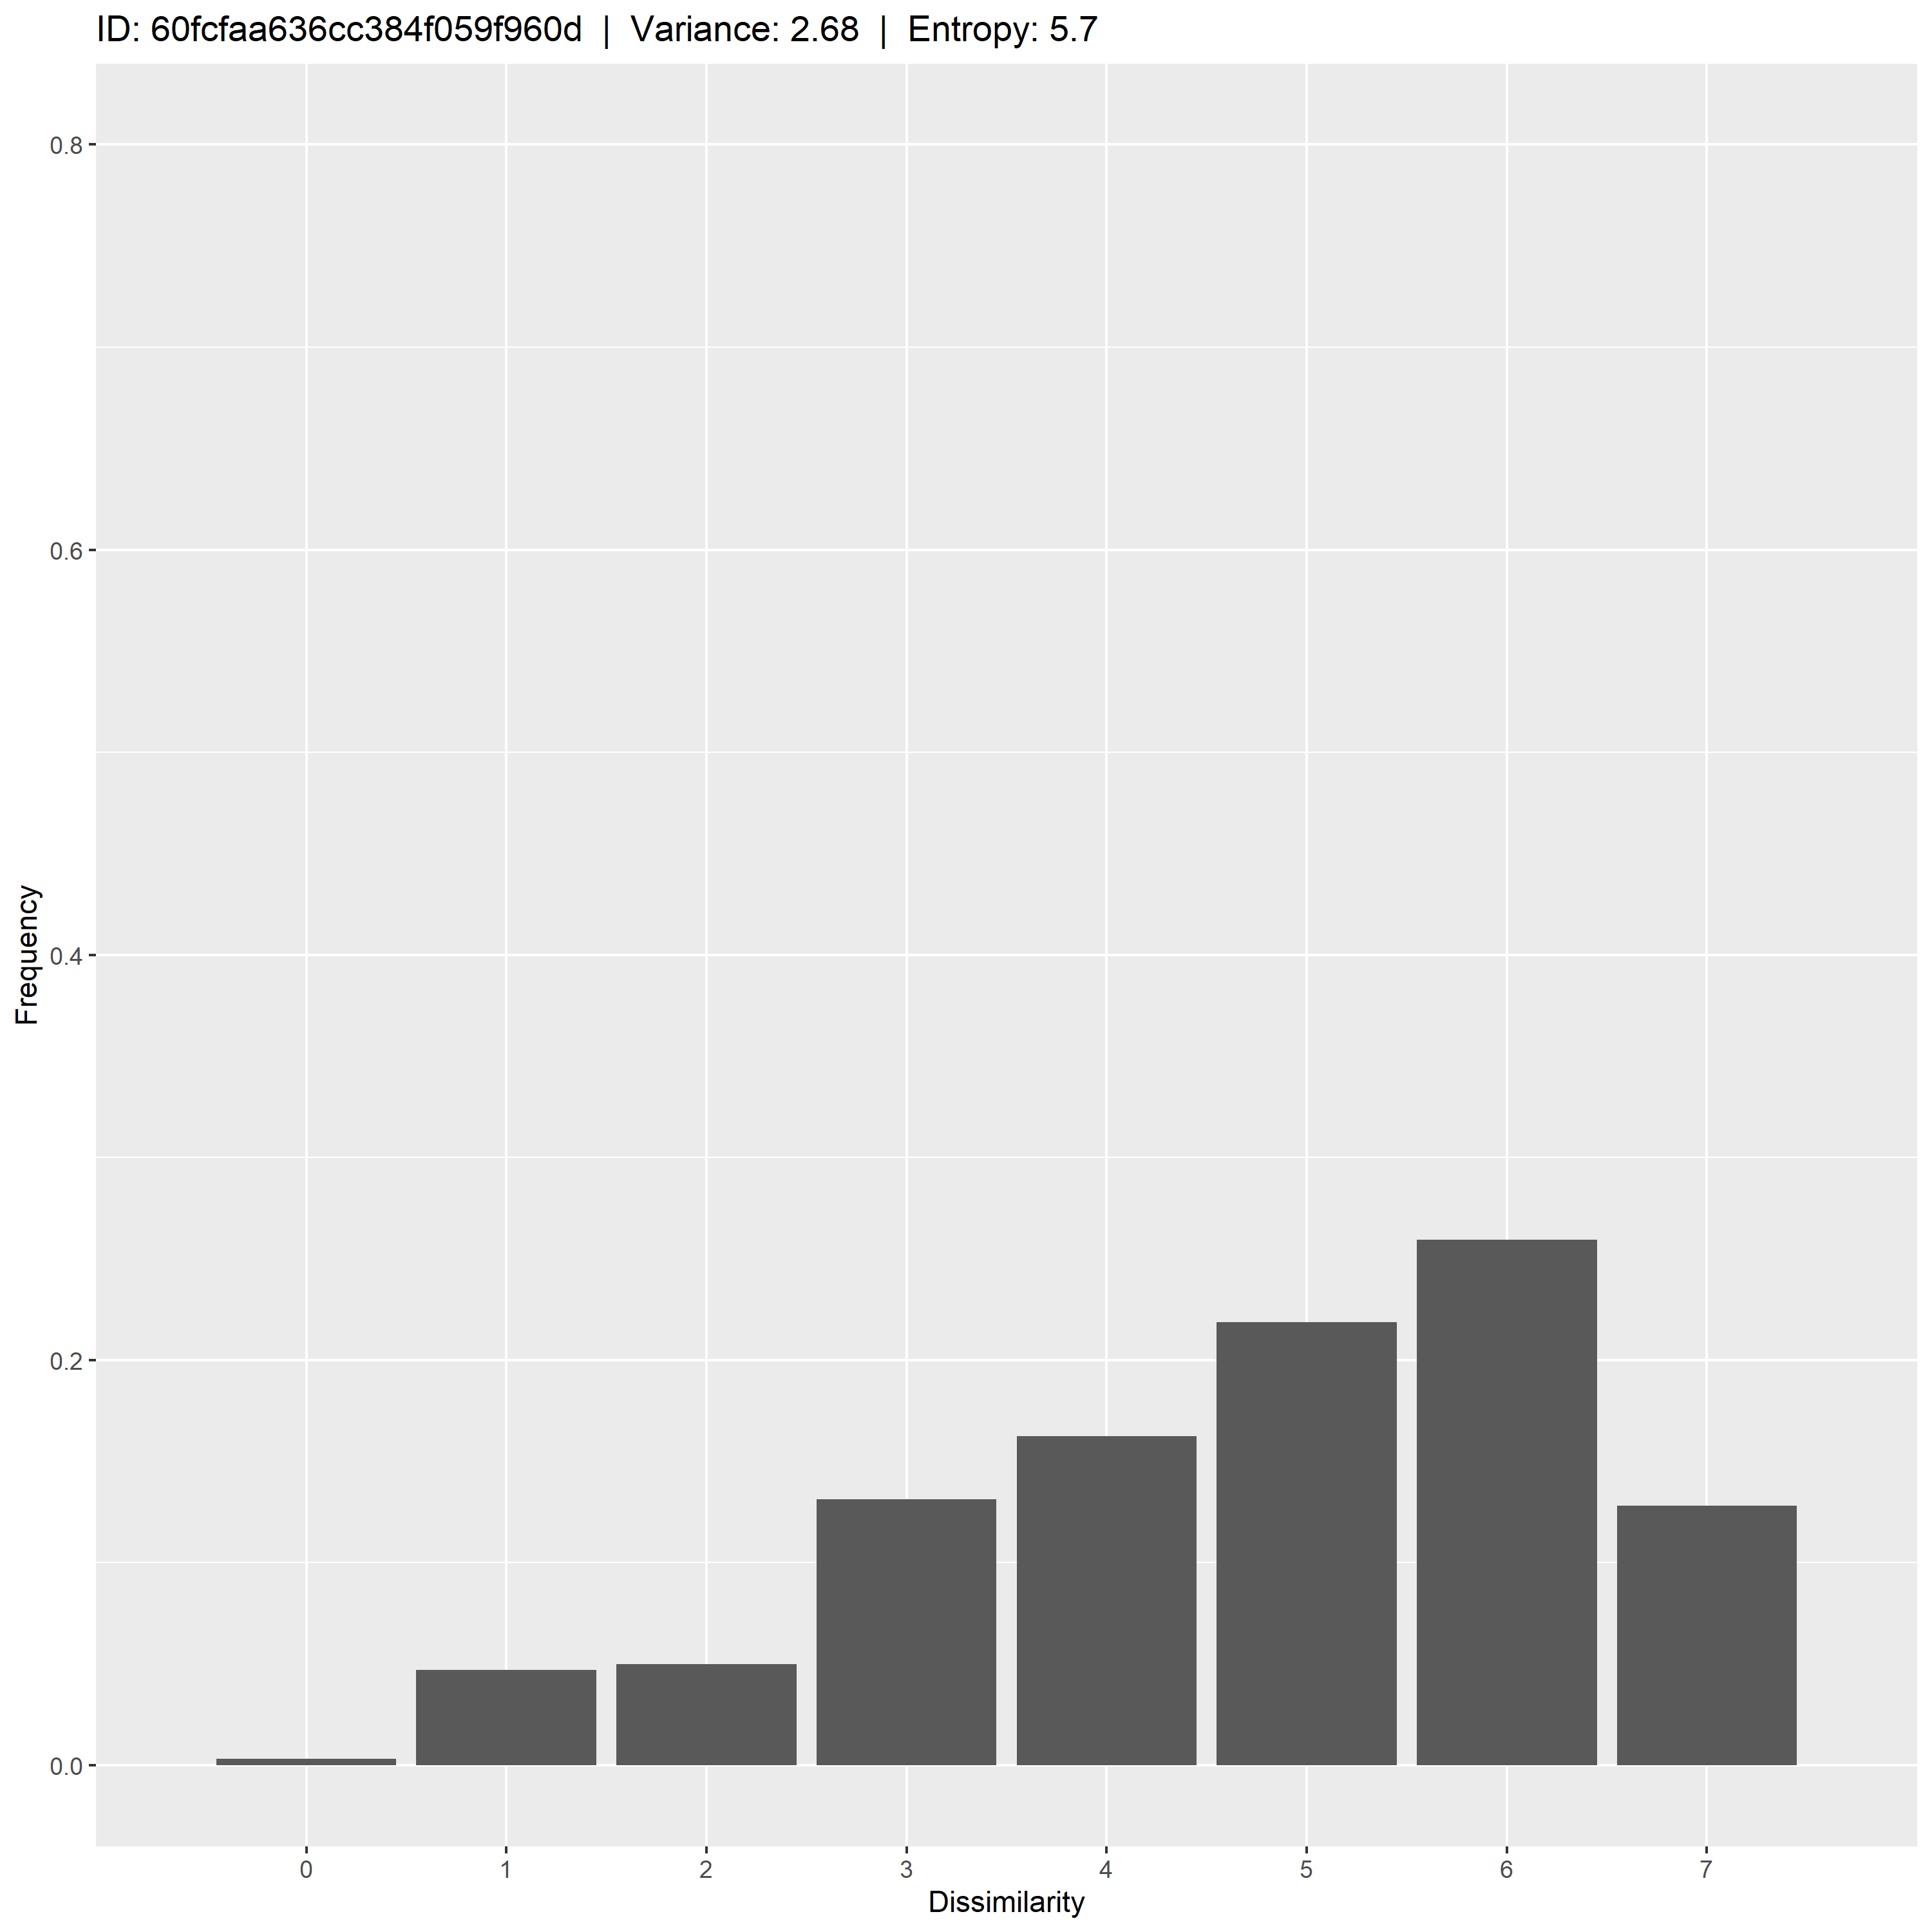 ID: 60fcfaa636cc384f059f960d | Variance: 2.68 | Entropy: 5.7
0.8
0.6
0.4
0.2
0.0
Frequency
0 1 2 3 4 5 6 7
Dissimilarity